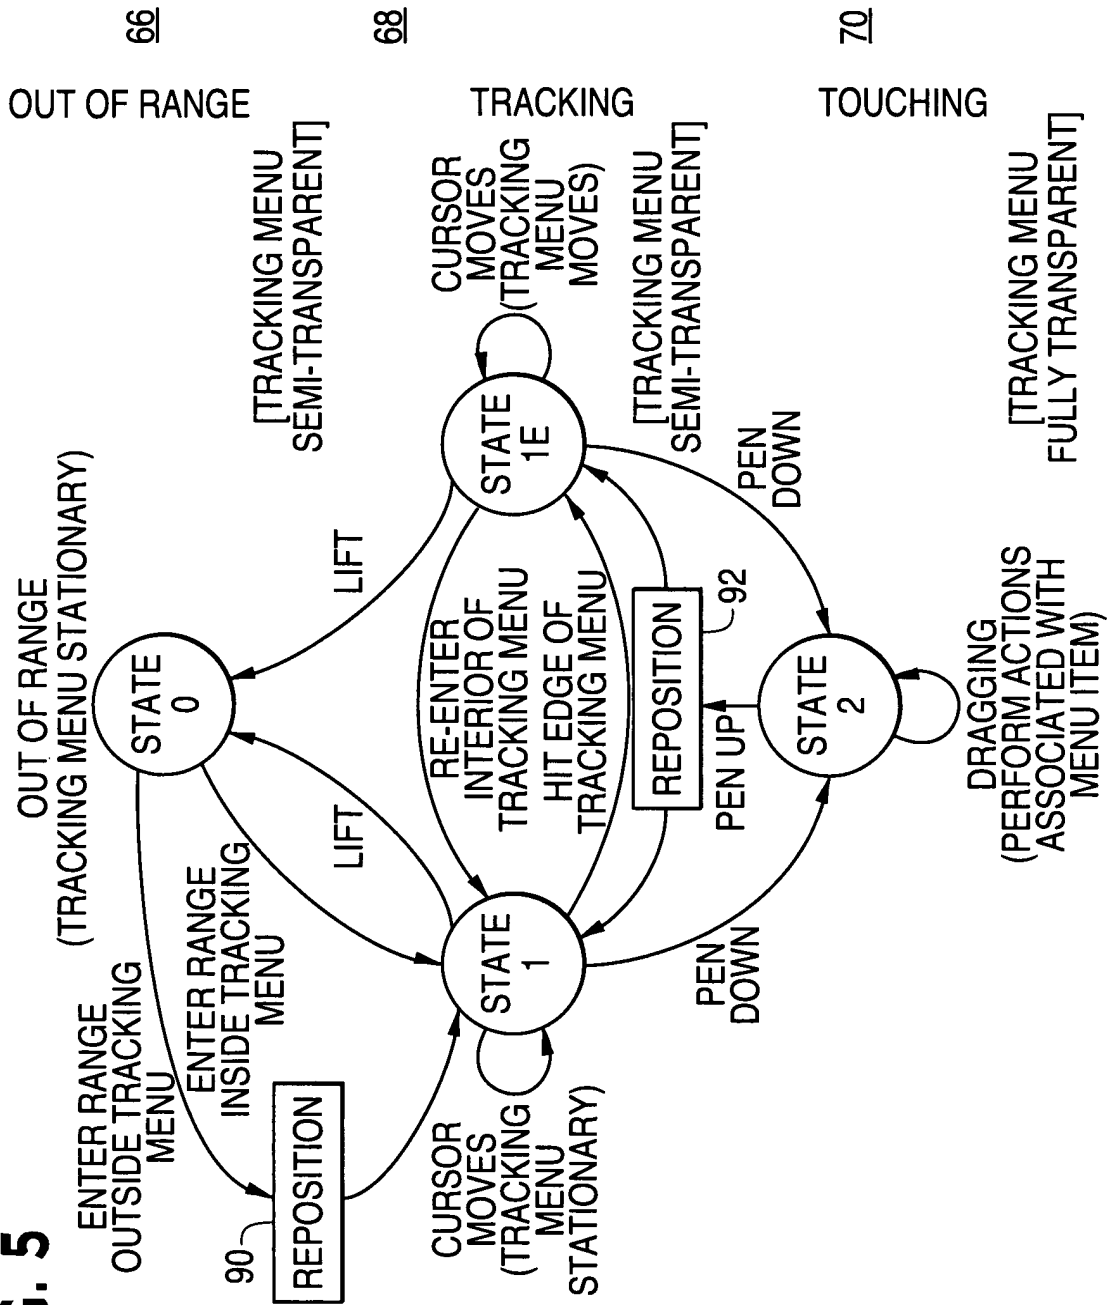 G. 5
66
68
70
OUT OF RANGE
TRACKING
TOUCHING
[TRACKING MENU
SEMI-TRANSPARENT]
[TRACKING MENU
SEMI-TRANSPARENT]
[TRACKING MENU
FULLY TRANSPARENT]
OUT OF RANGE
(TRACKING MENU STATIONARY)
STATE
0
ENTER RANGE
OUTSIDE TRACKING
MENU
ENTER RANGE
INSIDE TRACKING
MENU
LIFT
LIFT
90
REPOSITION
CURSOR
MOVES
(TRACKING
MENU
STATIONARY)
STATE
1
RE-ENTER
INTERIOR OF
TRACKING MENU
HIT EDGE OF
TRACKING MENU
STATE
1E
CURSOR
MOVES
(TRACKING
MENU
MOVES)
REPOSITION
92
PEN UP
PEN
DOWN
PEN
DOWN
STATE
2
DRAGGING
(PERFORM ACTIONS
ASSOCIATED WITH
MENU ITEM)